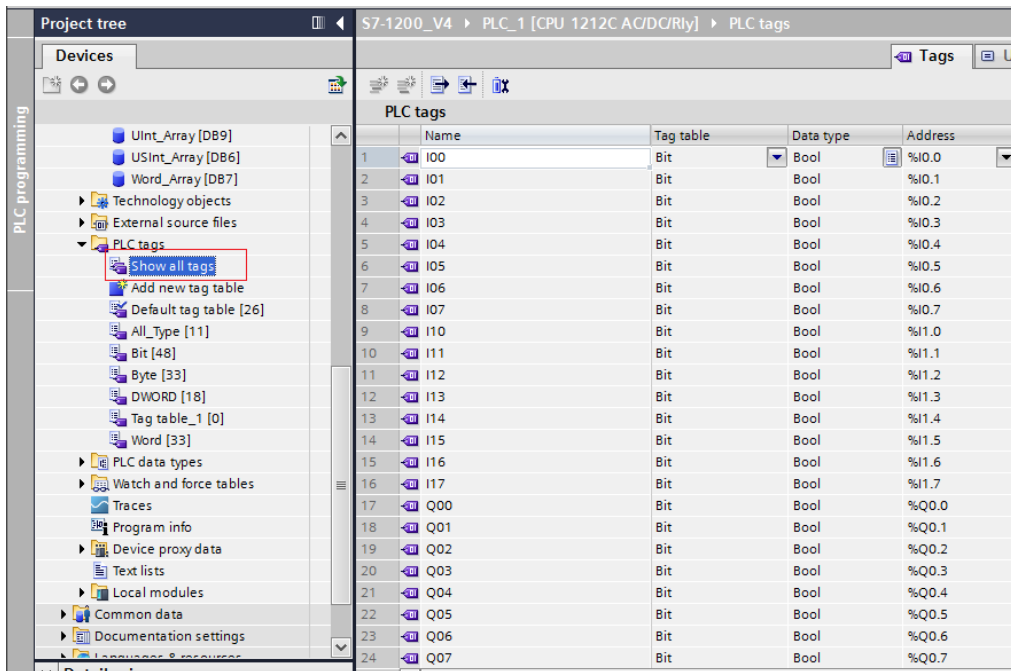 Project tree
S7-1200_V4 ▸ PLC_1 [CPU 1212C AC/DC/Rly] ▸ PLC tags
Devices
Tags
U
PLC programming
PLC tags
UInt_Array [DB9]
USInt_Array [DB6]
Word_Array [DB7]
Technology objects
External source files
PLC tags
Show all tags
Add new tag table
Default tag table [26]
All_Type [11]
Bit [48]
Byte [33]
DWORD [18]
Tag table_1 [0]
Word [33]
PLC data types
Watch and force tables
Traces
Program info
Device proxy data
Text lists
Local modules
Common data
Documentation settings
Languages & resources
Name Tag table Data type Address
1 I00 Bit Bool %I0.0
2 I01 Bit Bool %I0.1
3 I02 Bit Bool %I0.2
4 I03 Bit Bool %I0.3
5 I04 Bit Bool %I0.4
6 I05 Bit Bool %I0.5
7 I06 Bit Bool %I0.6
8 I07 Bit Bool %I0.7
9 I10 Bit Bool %I1.0
10 I11 Bit Bool %I1.1
11 I12 Bit Bool %I1.2
12 I13 Bit Bool %I1.3
13 I14 Bit Bool %I1.4
14 I15 Bit Bool %I1.5
15 I16 Bit Bool %I1.6
16 I17 Bit Bool %I1.7
17 Q00 Bit Bool %Q0.0
18 Q01 Bit Bool %Q0.1
19 Q02 Bit Bool %Q0.2
20 Q03 Bit Bool %Q0.3
21 Q04 Bit Bool %Q0.4
22 Q05 Bit Bool %Q0.5
23 Q06 Bit Bool %Q0.6
24 Q07 Bit Bool %Q0.7